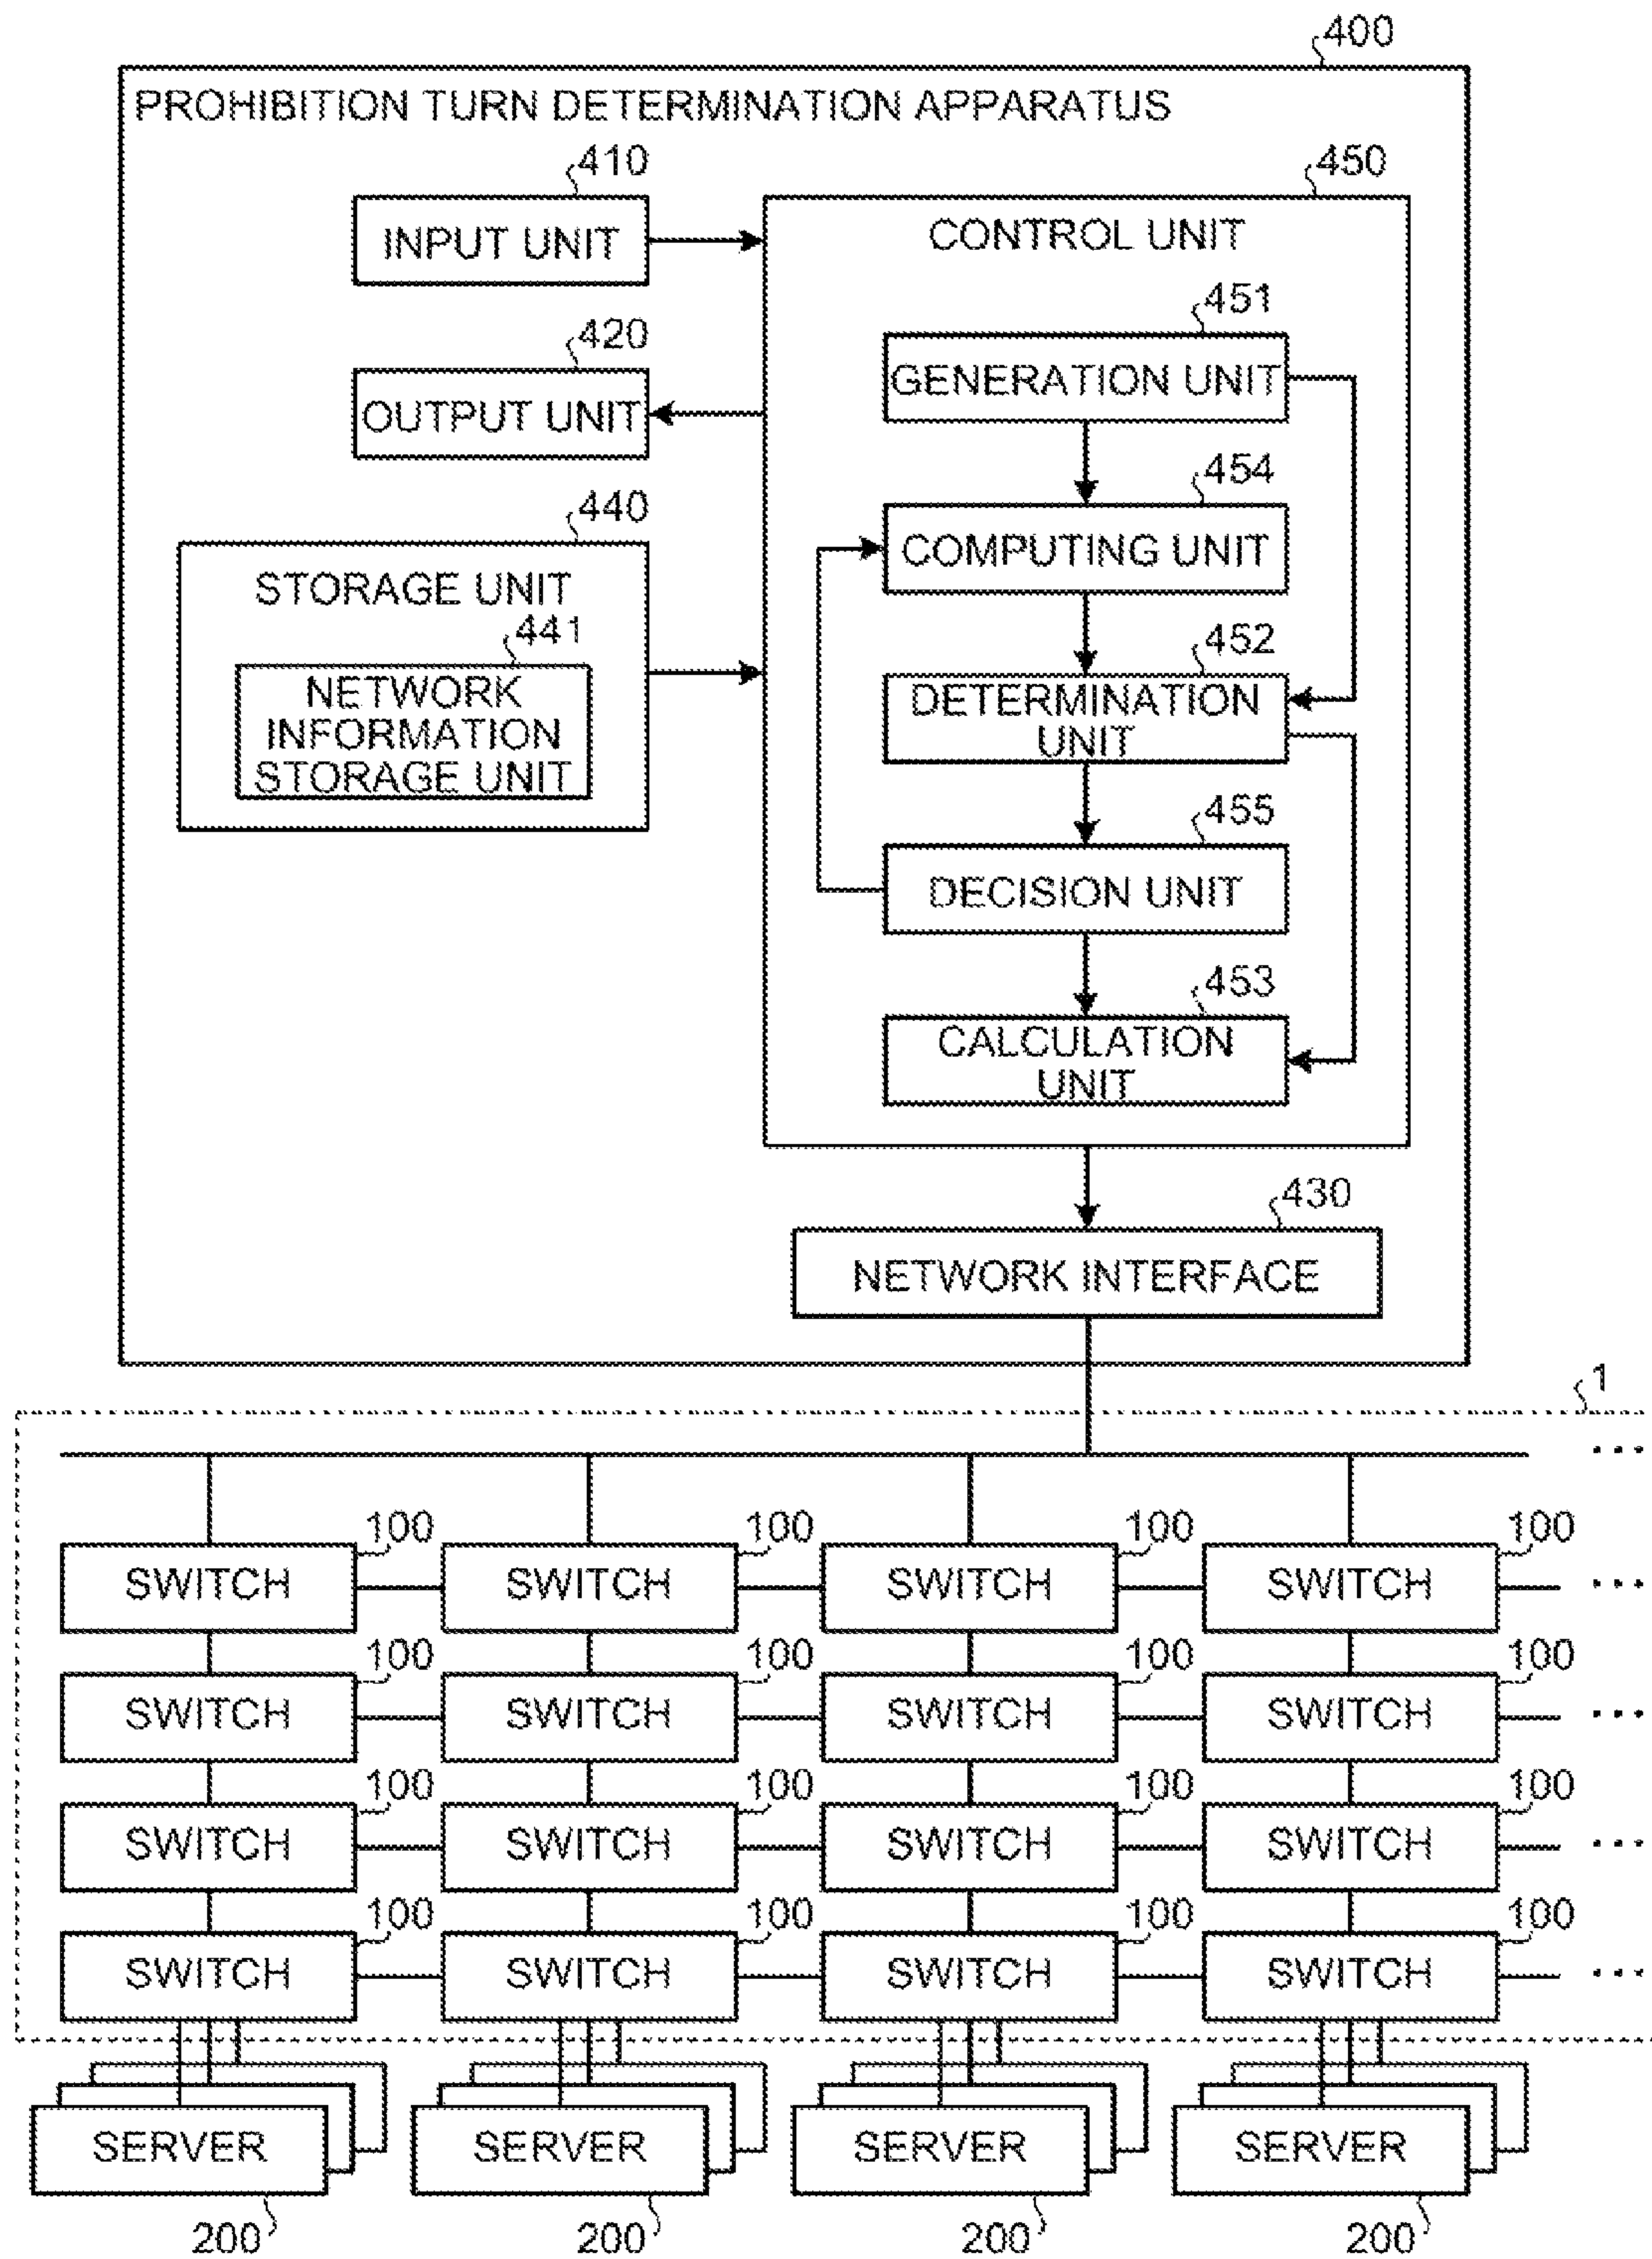 400
PROHIBITION TURN DETERMINATION APPARATUS
410
INPUT UNIT
420
OUTPUT UNIT
440
STORAGE UNIT
441
NETWORK
INFORMATION
STORAGE UNIT
450
CONTROL UNIT
451
GENERATION UNIT
454
COMPUTING UNIT
452
DETERMINATION
UNIT
455
DECISION UNIT
453
CALCULATION
UNIT
430
NETWORK INTERFACE
1
...
100 100 100 100
SWITCH SWITCH SWITCH SWITCH ...
100 100 100 100
SWITCH SWITCH SWITCH SWITCH ...
100 100 100 100
SWITCH SWITCH SWITCH SWITCH ...
100 100 100 100
SWITCH SWITCH SWITCH SWITCH ...
SERVER SERVER SERVER SERVER
200 200 200 200